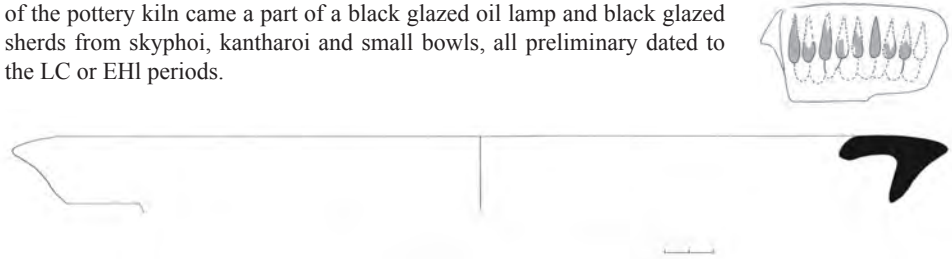 of the pottery kiln came a part of a black glazed oil lamp and black glazed
sherds from skyphoi, kantharoi and small bowls, all preliminary dated to
the LC or EHl periods.